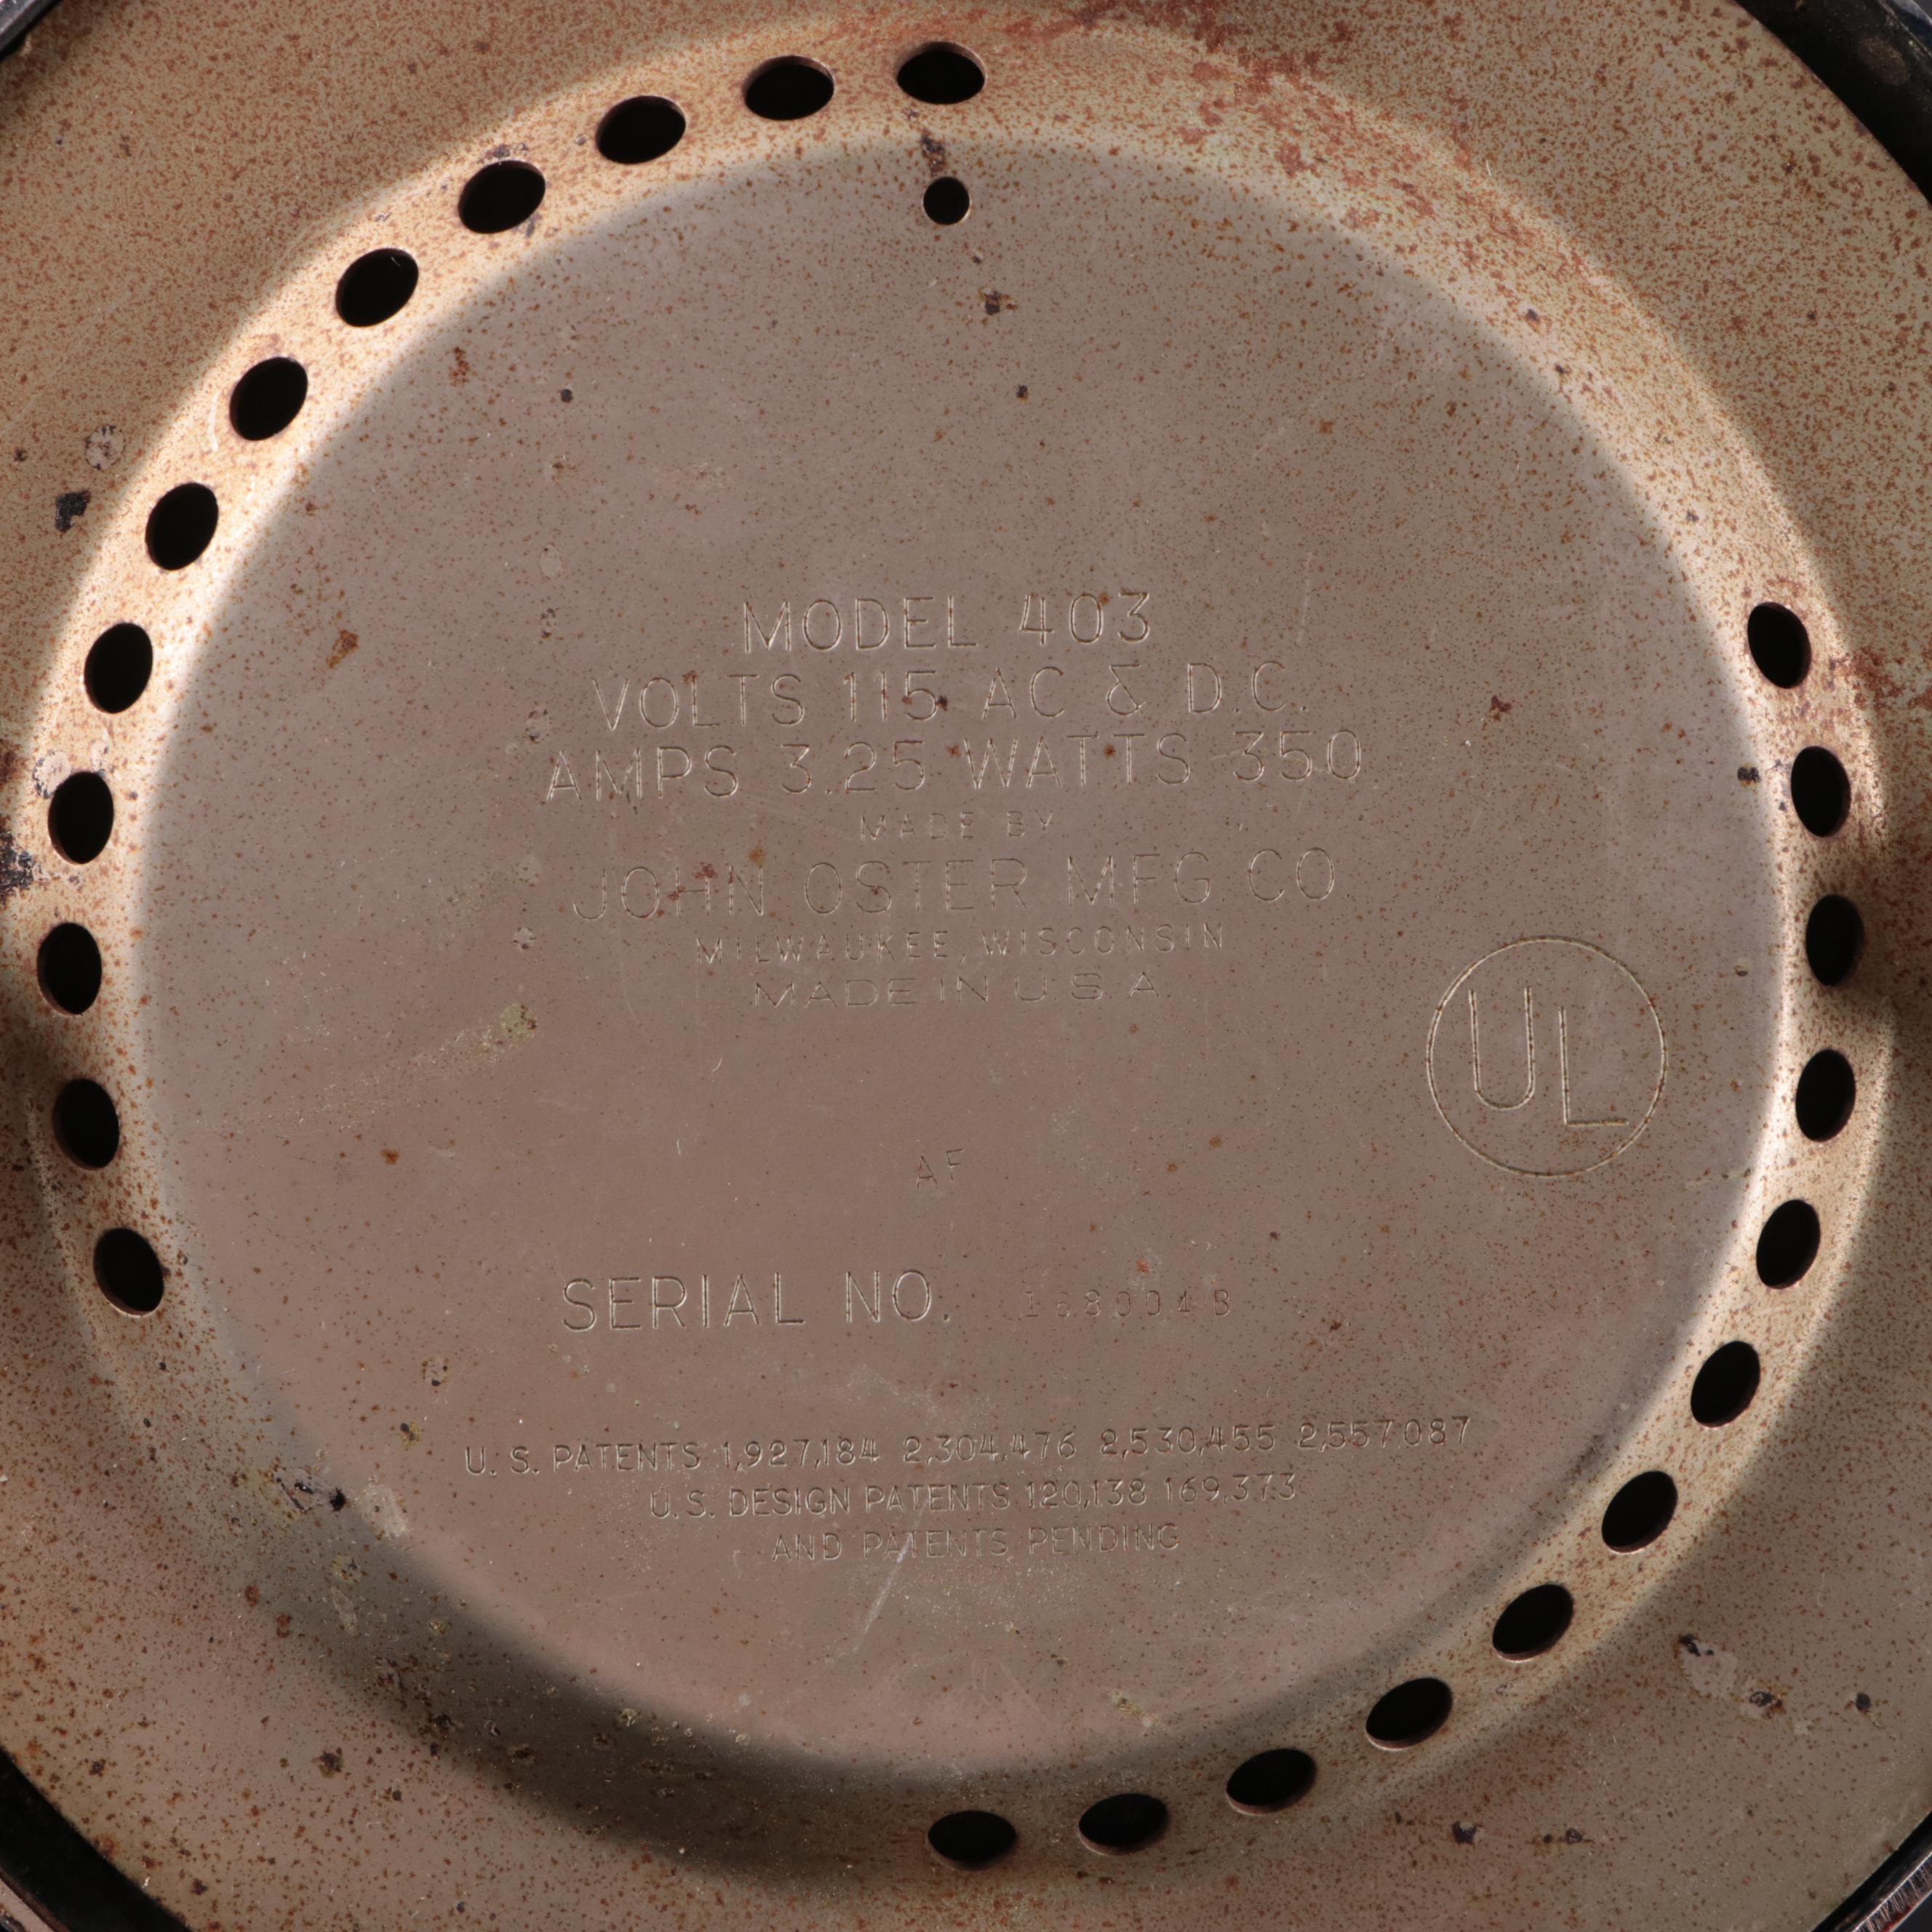 MODEL 403
VOLTS 115 AC & D.C.
AMPS 3.25 WATTS 350
MADE BY
JOHN OSTER MFG. CO.
MILWAUKEE, WISCONSIN
MADE IN U.S.A.
UL
AF
SERIAL NO. 168004B
U. S. PATENTS 1,927,184 2,304,476 2,530,455 2,557,087
U. S. DESIGN PATENTS 120,138 169,373
AND PATENTS PENDING